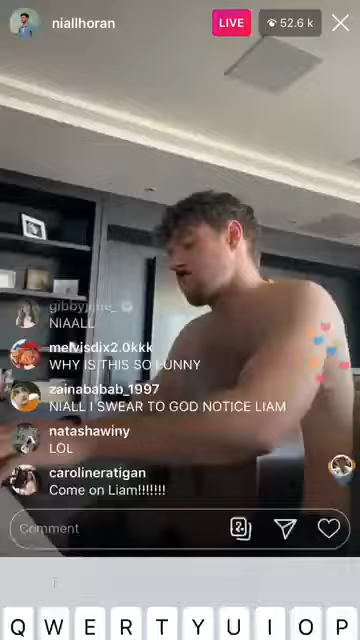 niallhoran
LIVE
52.6 k
NIAALL
melvisdix2.0kkk
WHY IS THIS SO FUNNY
zainababab_1997
NIALL I SWEAR TO GOD NOTICE LIAM
natashawiny
LOL
carolineratigan
Come on Liam!!!!!!!
Comment
Q W E R T Y U I O P